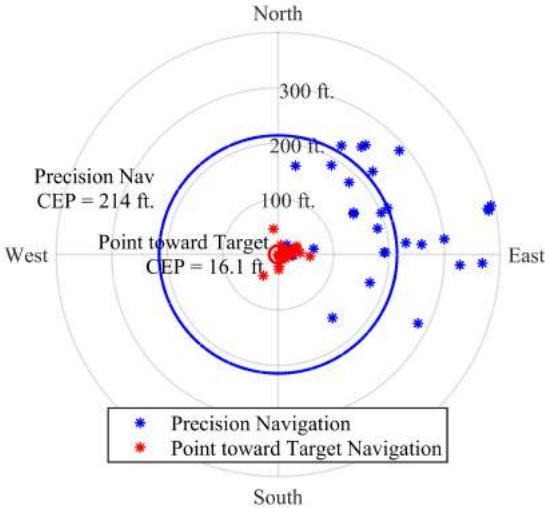 North
300 ft.
200 ft.
Precision Nav
CEP = 214 ft.
100 ft.
Point toward Target
West
East
CEP = 16.1 ft.
Precision Navigation
Point toward Target Navigation
South